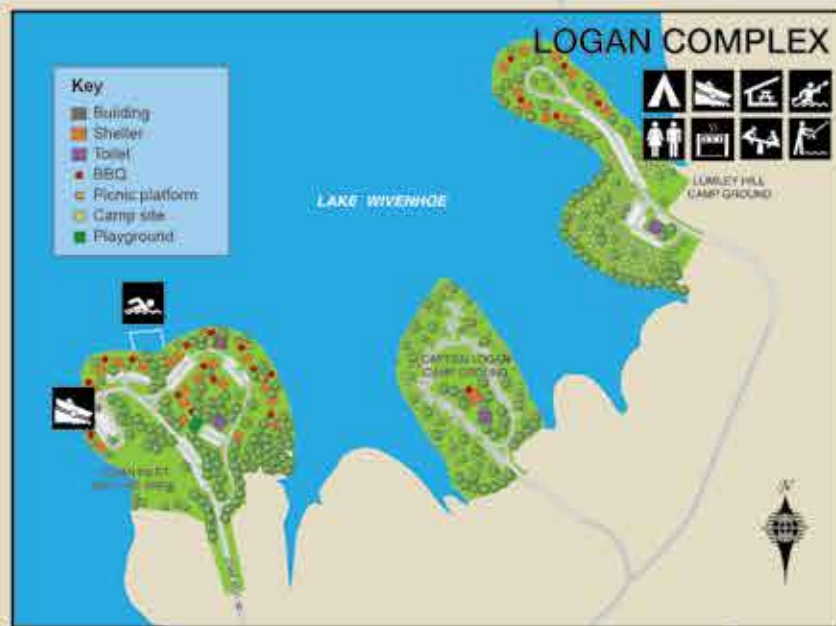 LOGAN COMPLEX
Key
Building
Shelter
Toilet
BBQ
Picnic platform
Camp site
Playground
LAKE WIVENHOE
LUMLEY HILL
CAMP GROUND
CAPTAIN LOGAN
CAMP GROUND
N